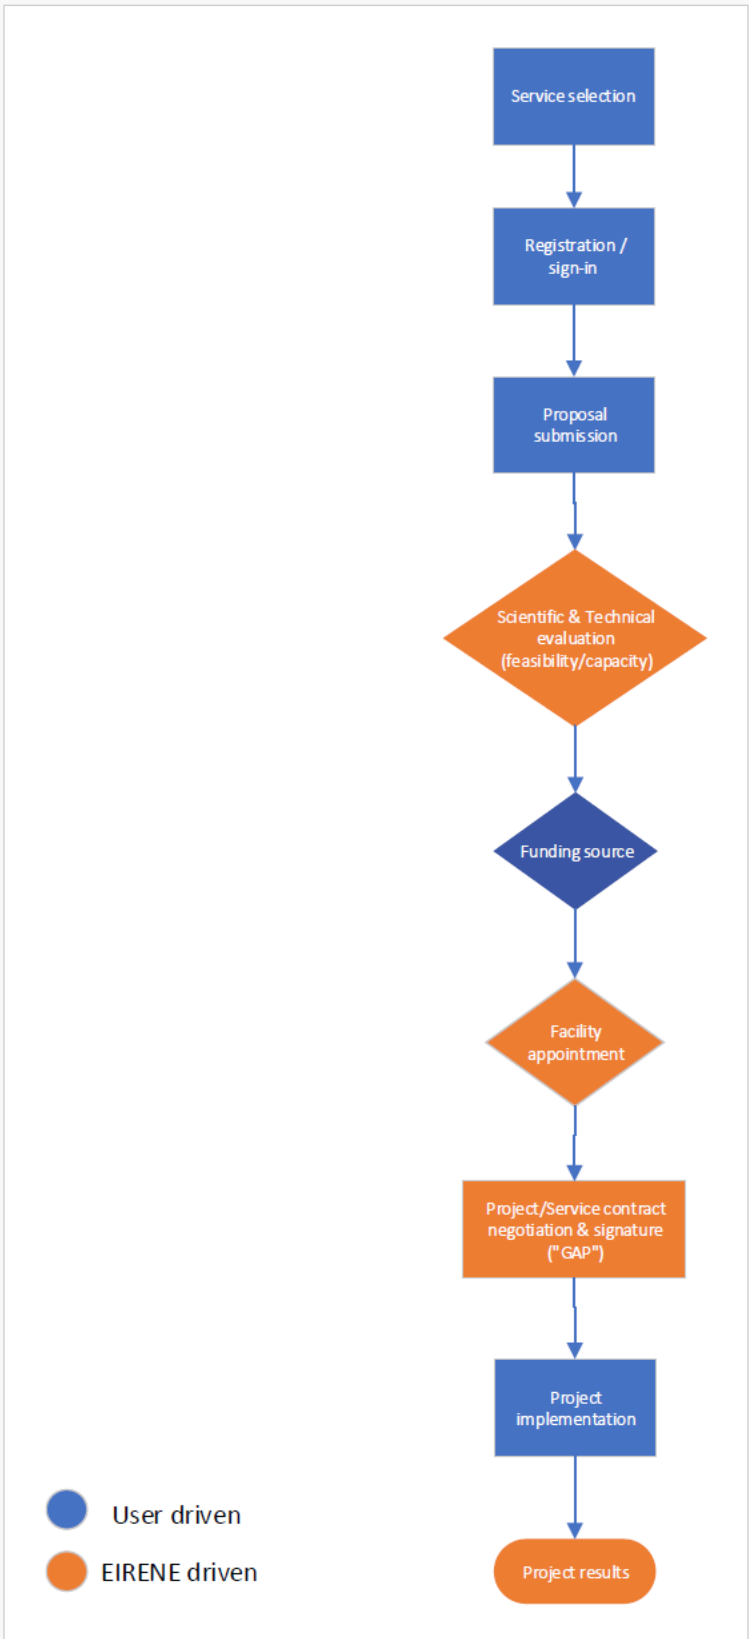 Service selection
Registration /
sign-in
Proposal
submission
Scientific & Technical
evaluation
(feasibility/capacity)
Funding source
Facility
appointment
Project/Service contract
negotiation & signature
("GAP")
Project
implementation
Project results
User driven
EIRENE driven